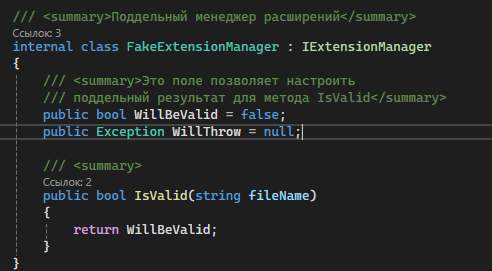 /// <summary>Поддельный менеджер расширений</summary>
Ссылок: 3
internal class FakeExtensionManager : IExtensionManager
{
/// <summary>Это поле позволяет настроить
/// поддельный результат для метода IsValid</summary>
public bool WillBeValid = false;
public Exception WillThrow = null;
/// <summary>
Ссылок: 2
public bool IsValid(string fileName)
{
return WillBeValid;
}
}